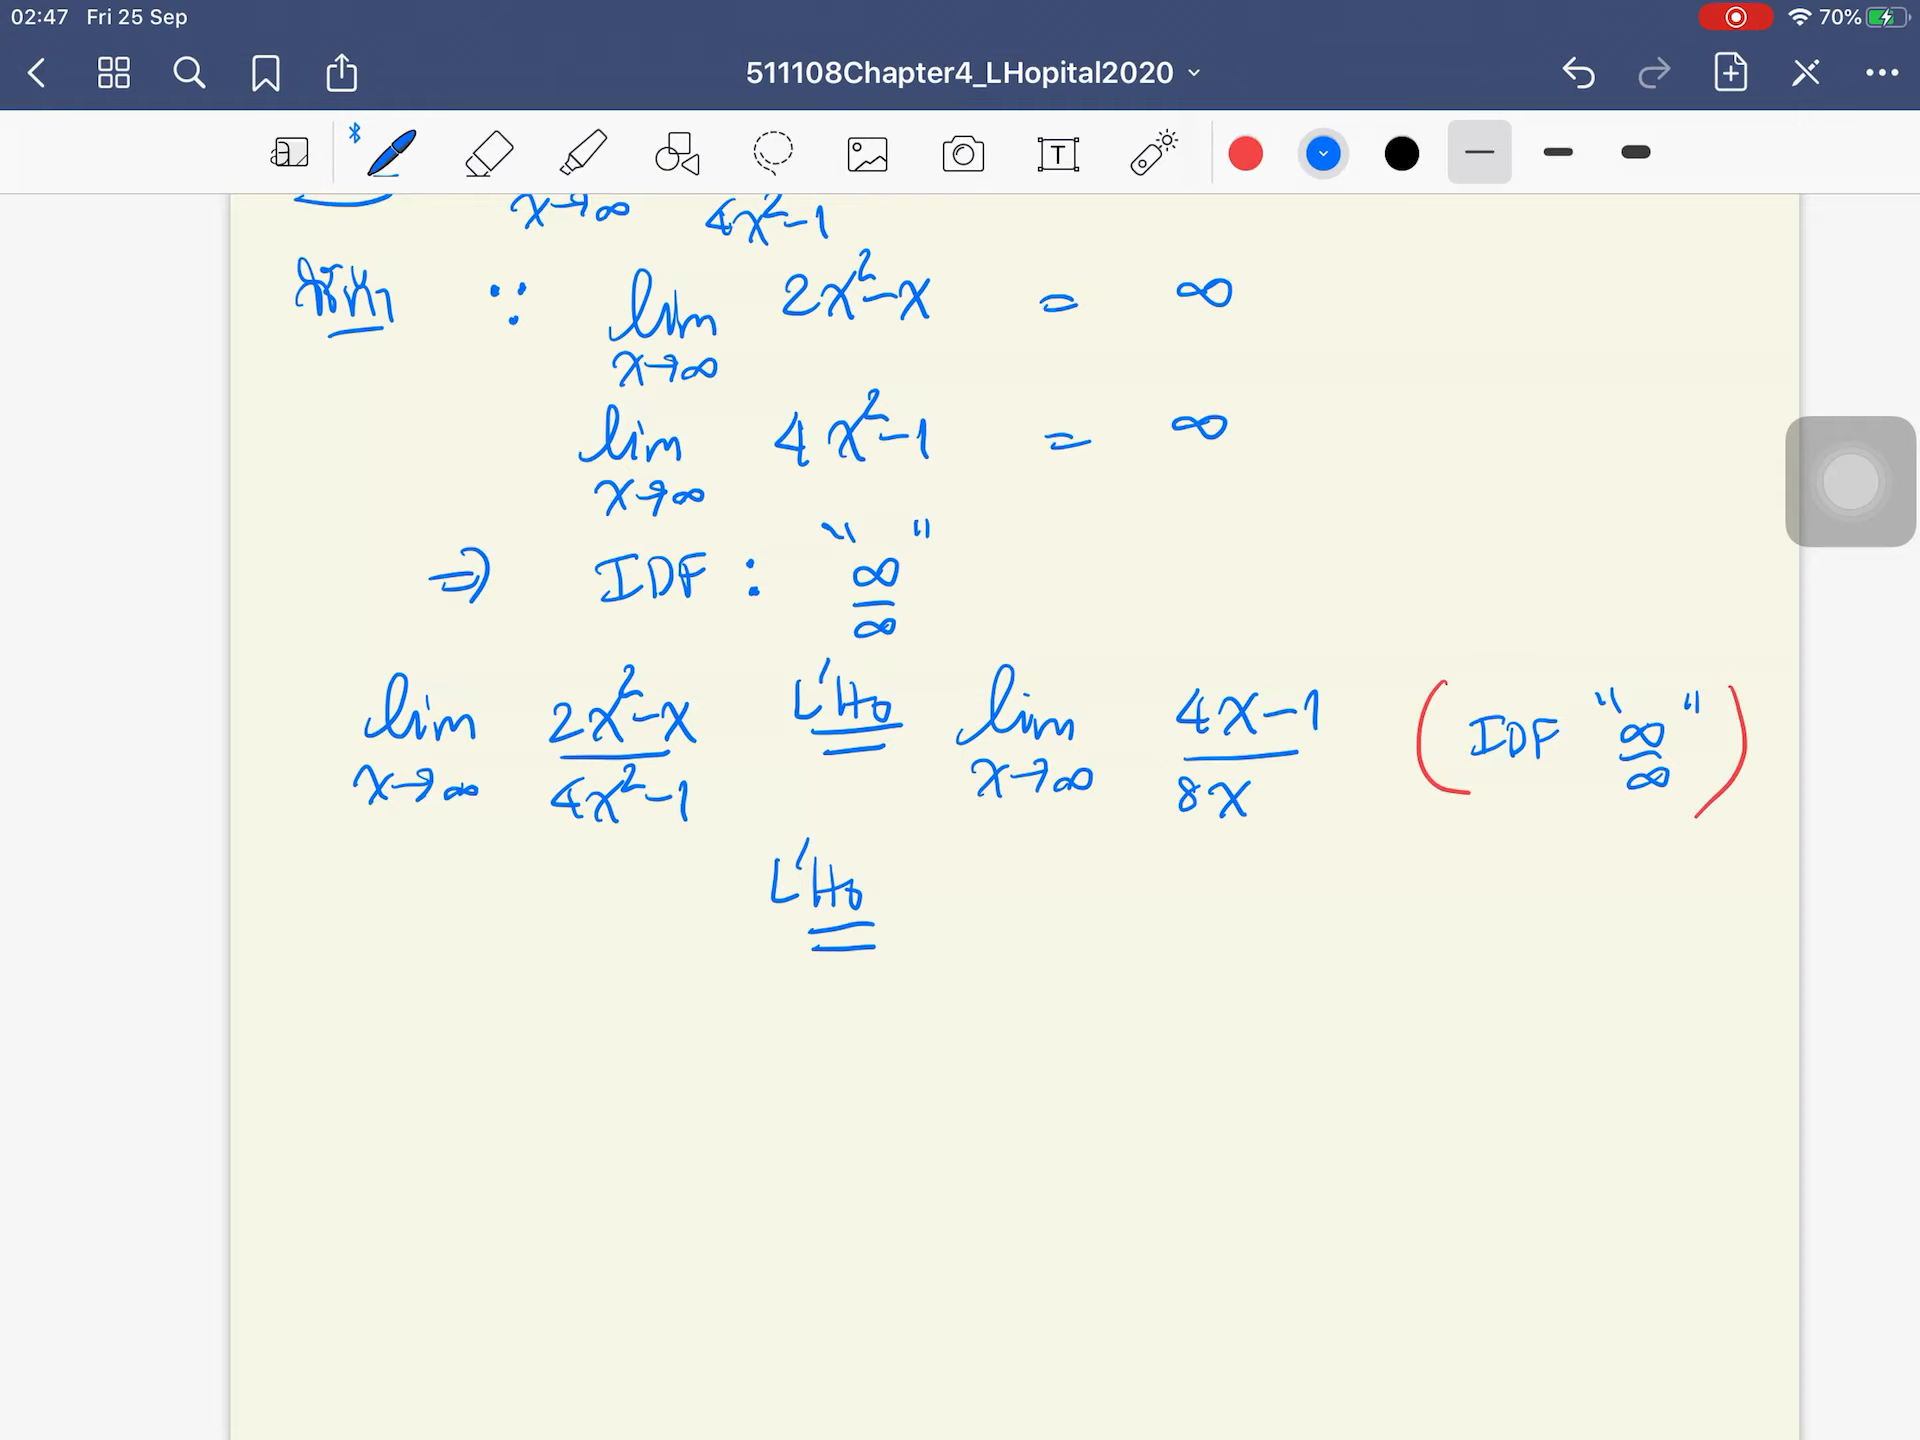 02:47 Fri 25 Sep 70%
511108Chapter4_LHopital2020
x→∞ 4x²-1
วิธีทำ ∵ lim 2x²-x = ∞
x→∞
lim 4x²-1 = ∞
x→∞
⇒ IDF : "∞/∞"
lim 2x²-x L'Ho lim 4x-1 ( IDF "∞/∞" )
x→∞ 4x²-1 x→∞ 8x
L'Ho